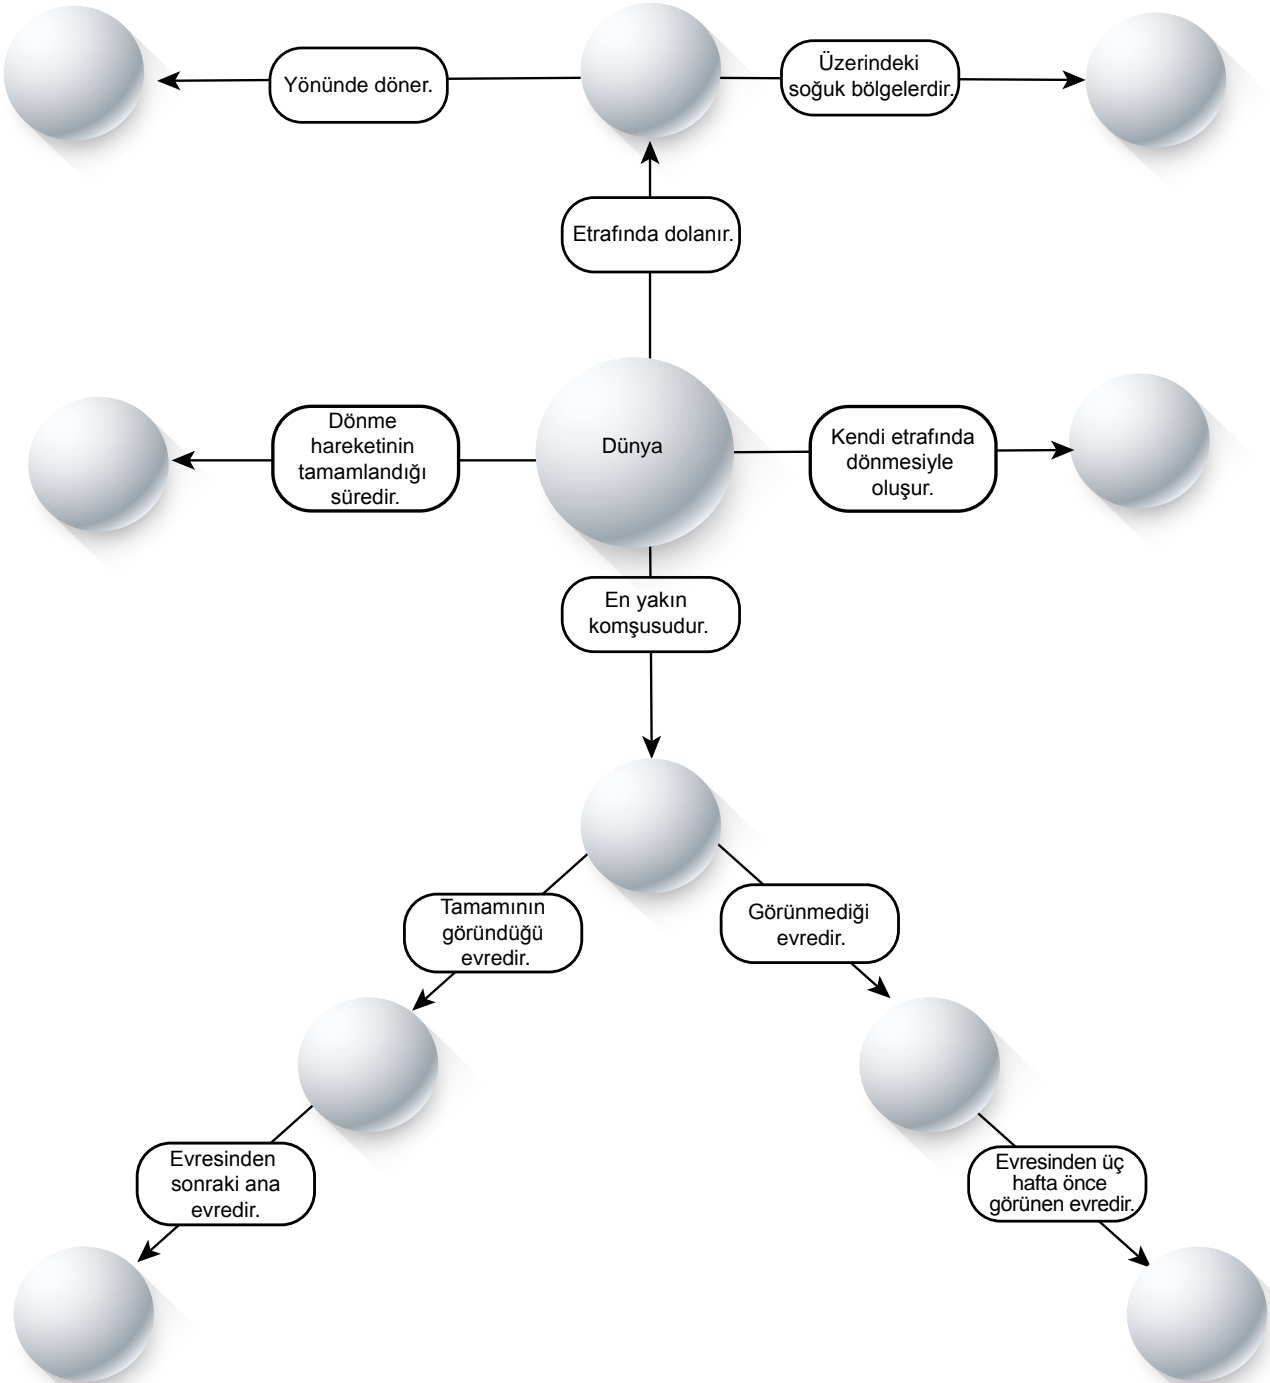 Yönünde döner.
Üzerindeki
soğuk bölgelerdir.
Etrafında dolanır.
Dönme
hareketinin
tamamlandığı
süredir.
Dünya
Kendi etrafında
dönmesiyle
oluşur.
En yakın
komşusudur.
Tamamının
göründüğü
evredir.
Görünmediği
evredir.
Evresinden
sonraki ana
evredir.
Evresinden üç
hafta önce
görünen evredir.